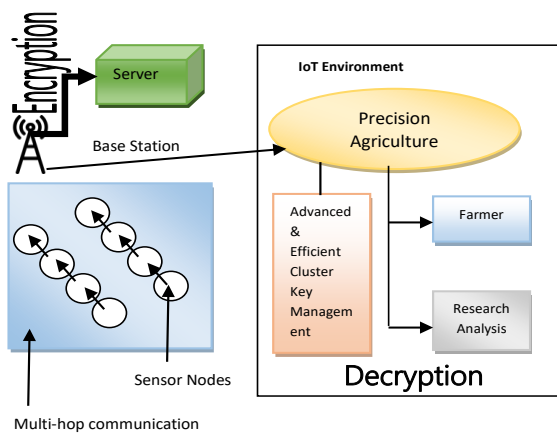 Encryption
Server
Base Station
IoT Environment
Precision
Agriculture
Advanced
&
Efficient
Cluster
Key
Managem
ent
Farmer
Research
Analysis
Decryption
Sensor Nodes
Multi-hop communication